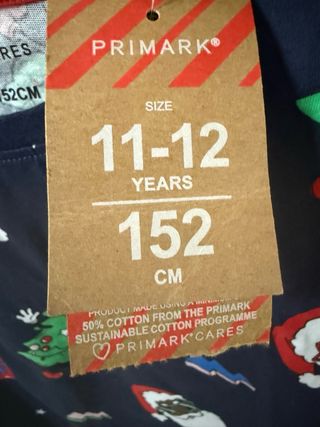 RES
52CM
PRIMARK®
SIZE
11-12
YEARS
152
CM
PRODUCT MADE USING A MINIMUM
50% COTTON FROM THE PRIMARK
SUSTAINABLE COTTON PROGRAMME
PRIMARK®CARES